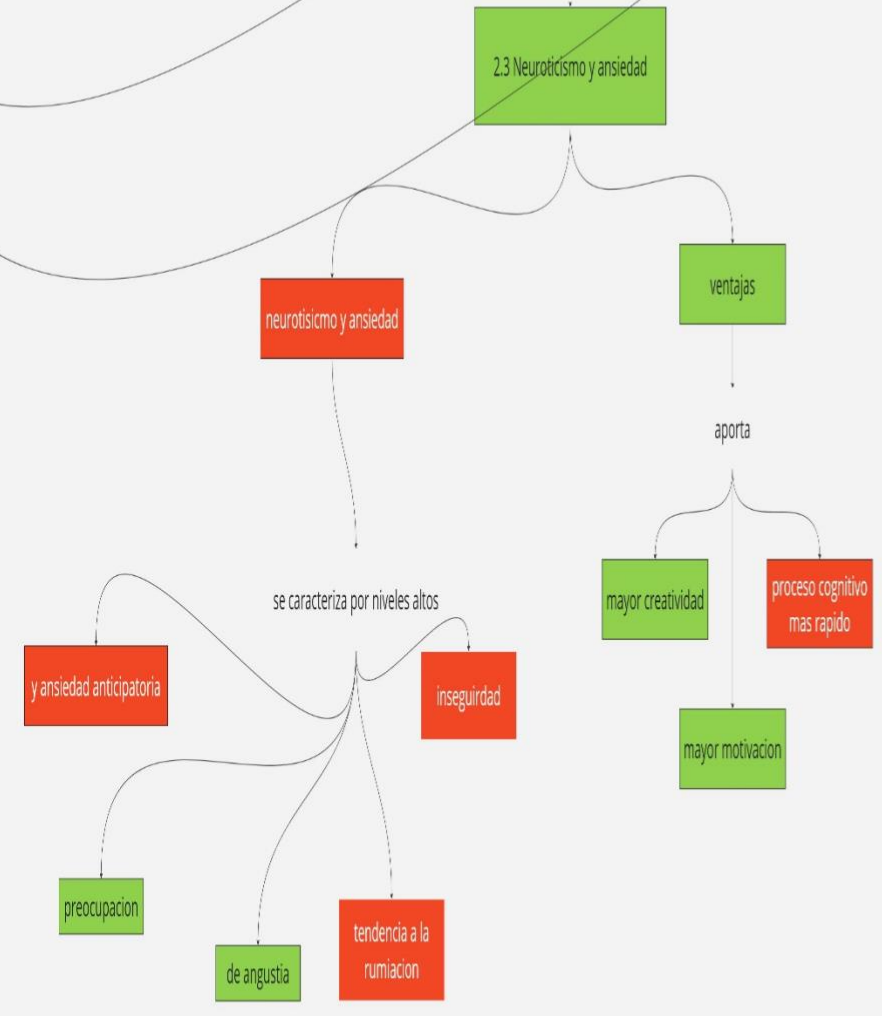 2.3 Neuroticismo y ansiedad
neurotisicmo y ansiedad
ventajas
aporta
se caracteriza por niveles altos
mayor creatividad
proceso cognitivo
mas rapido
y ansiedad anticipatoria
inseguirdad
mayor motivacion
preocupacion
de angustia
tendencia a la
rumiacion